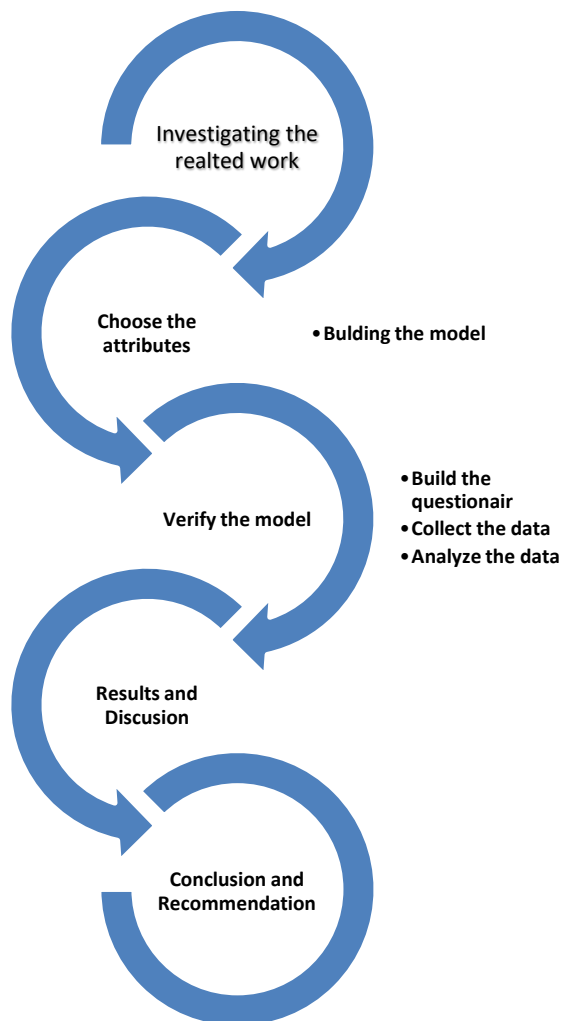 Investigating the
realted work
Choose the
attributes
• Bulding the model
Verify the model
• Build the
questionair
• Collect the data
• Analyze the data
Results and
Discusion
Conclusion and
Recommendation